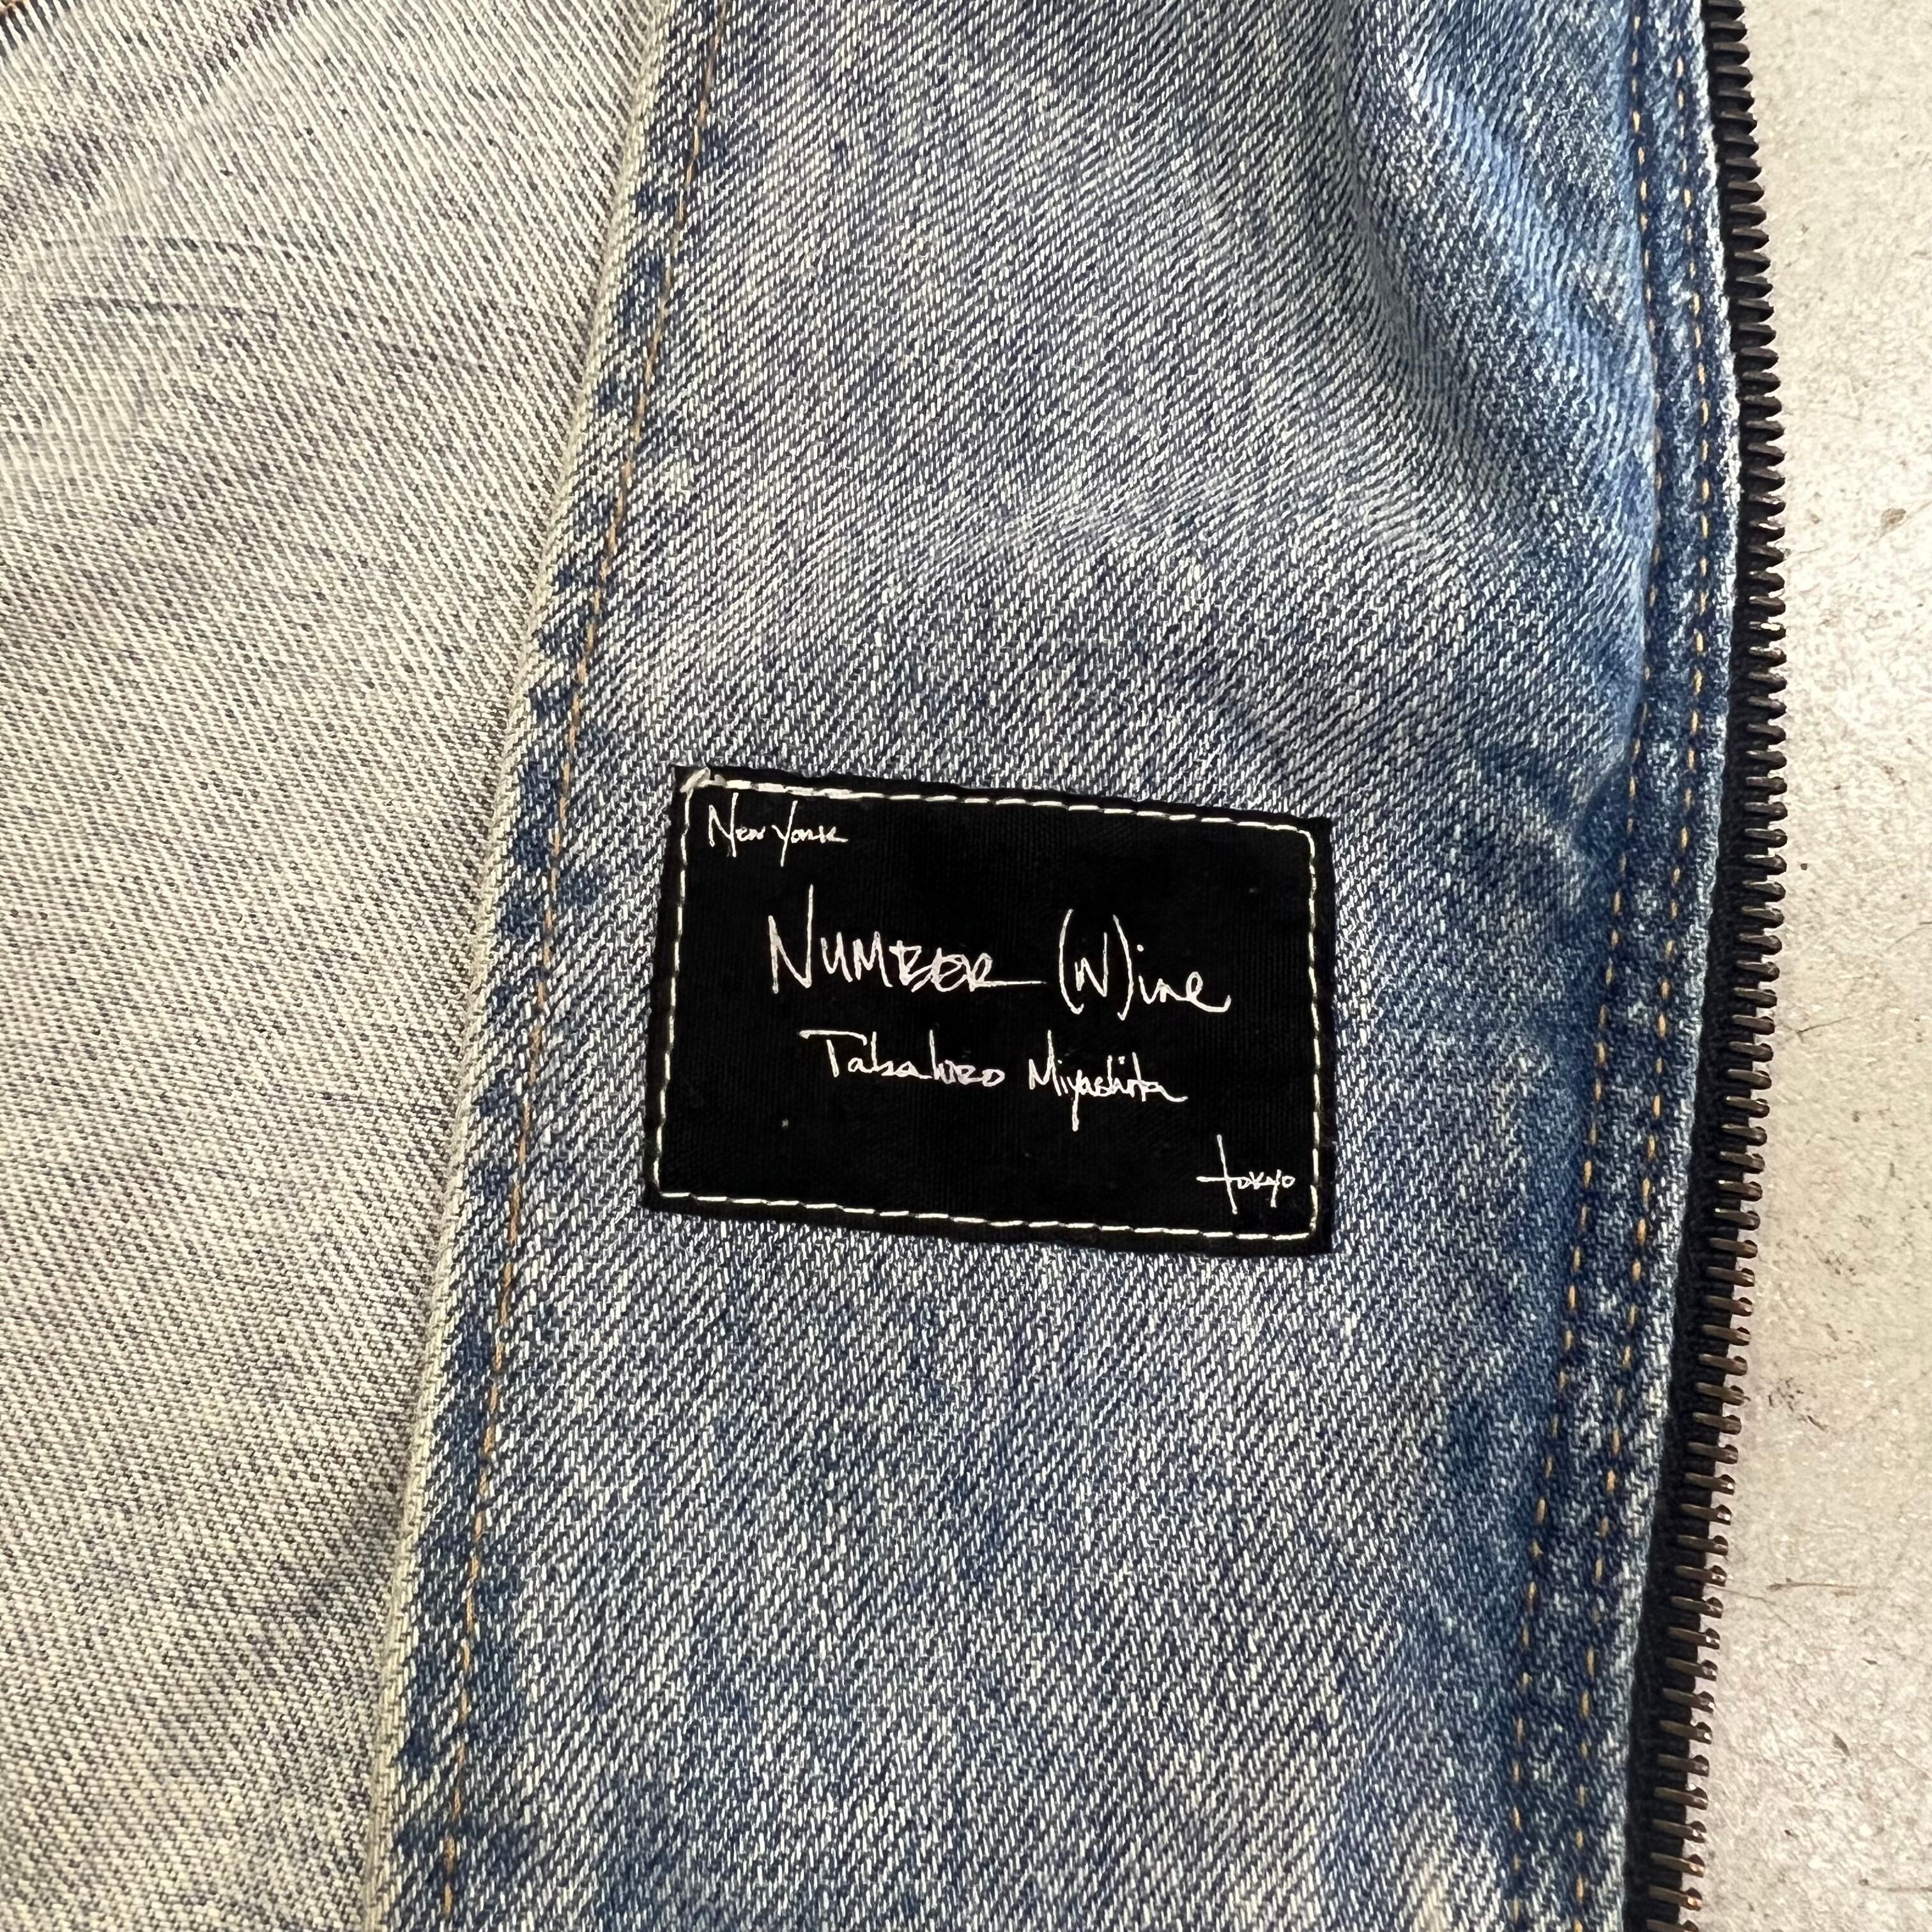 New York
NUMBER (N)ine
Takahiro Miyashita
tokyo